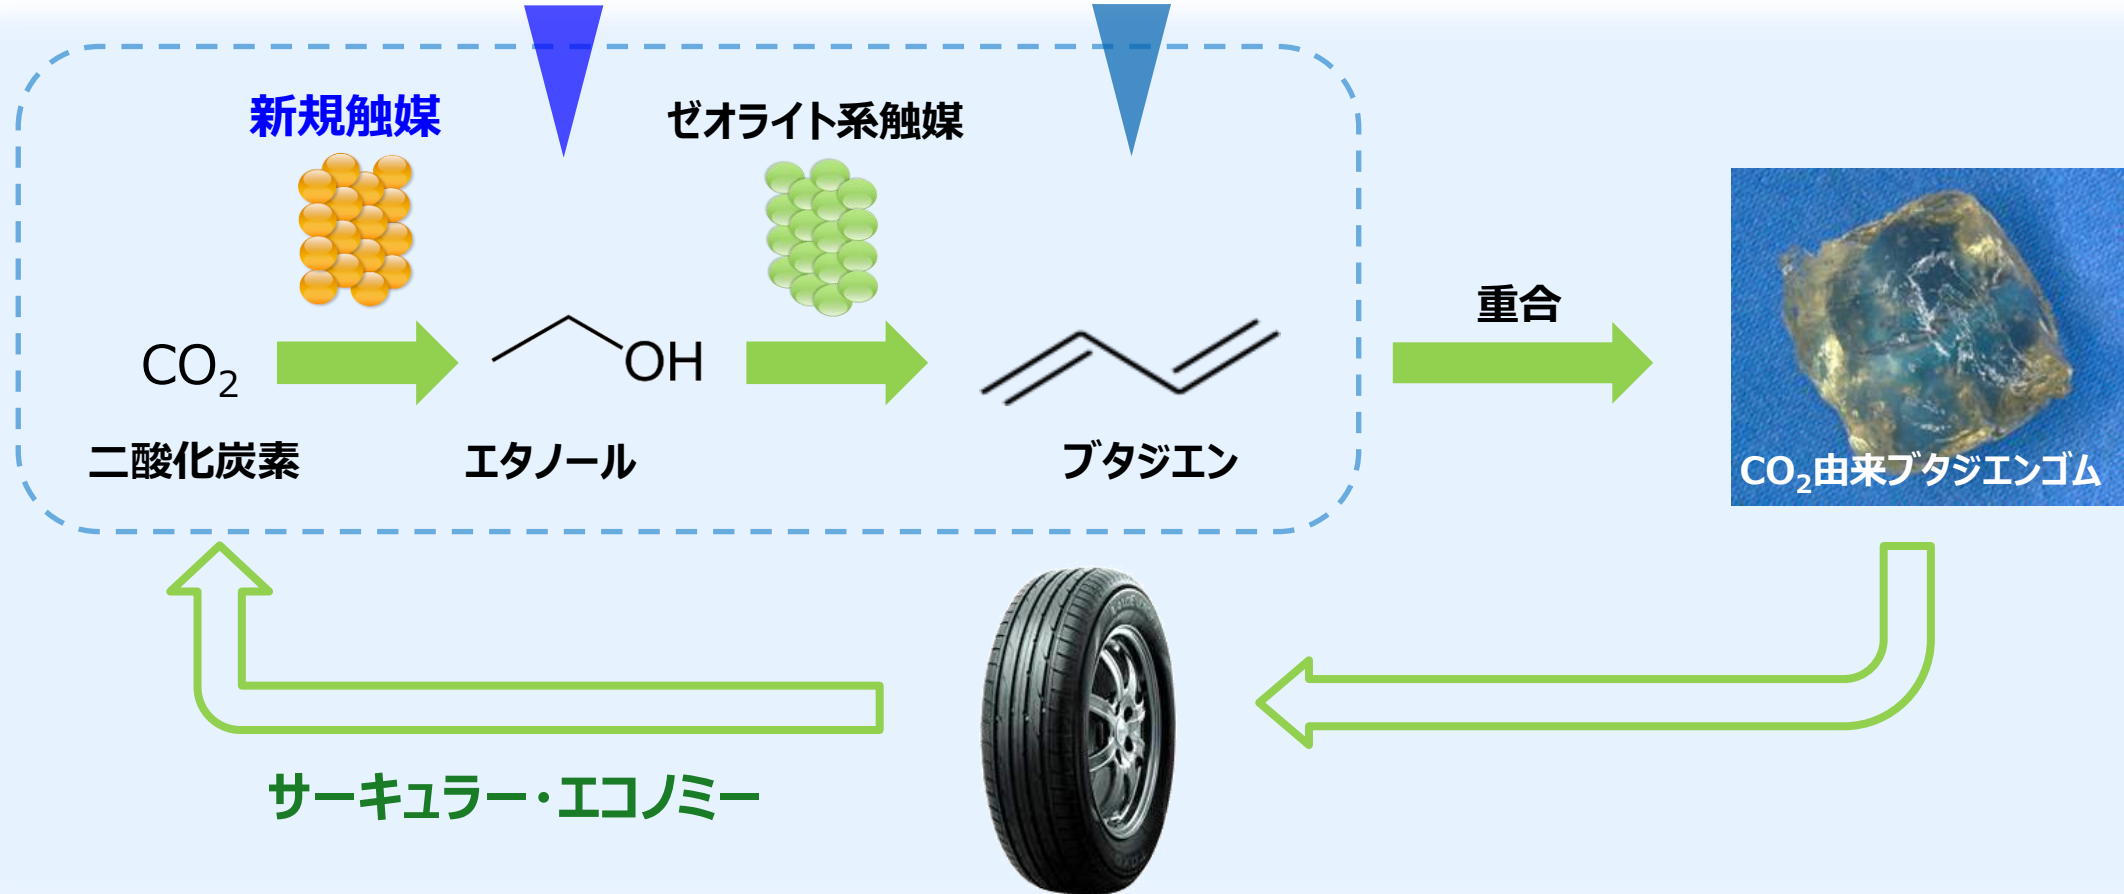 新規触媒
ゼオライト系触媒
重合
CO₂
OH
二酸化炭素
エタノール
ブタジエン
CO₂由来ブタジエンゴム
サーキュラー・エコノミー